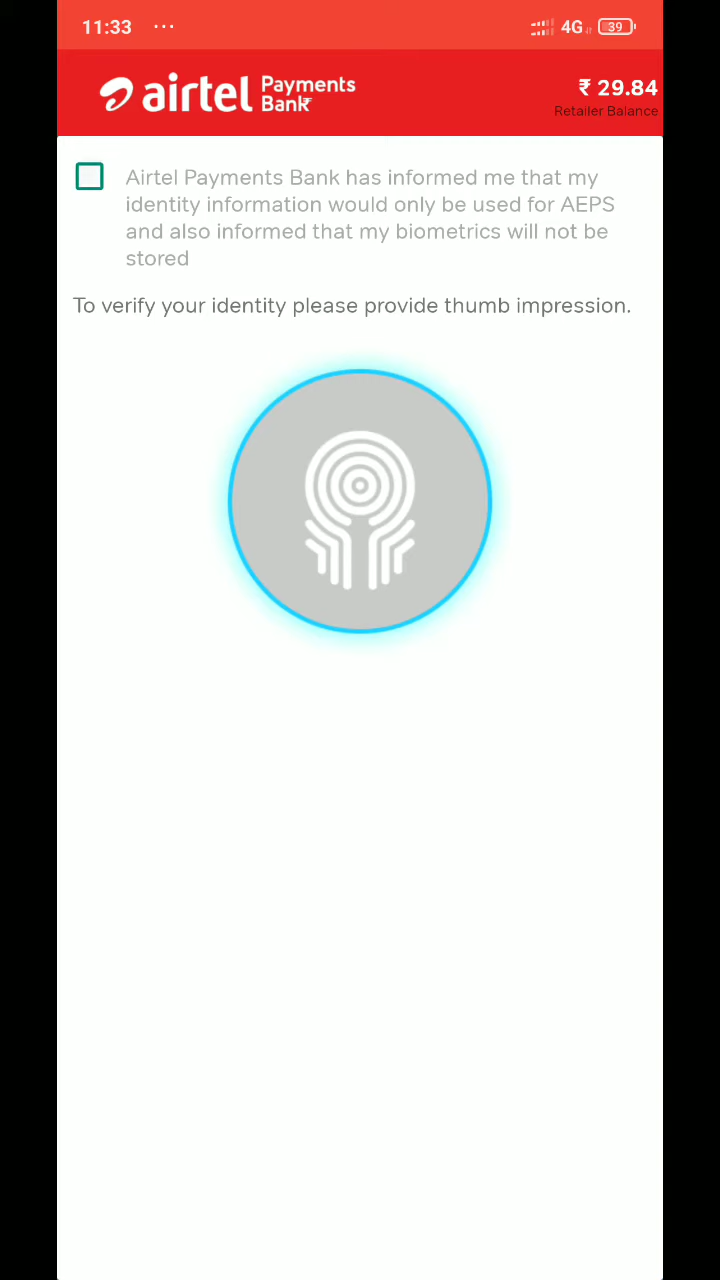 11:33 ... 4G 39
airtel Payments Bank
₹ 29.84
Retailer Balance
Airtel Payments Bank has informed me that my
identity information would only be used for AEPS
and also informed that my biometrics will not be
stored
To verify your identity please provide thumb impression.